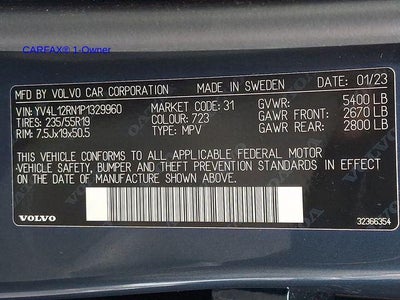 CARFAX® 1-Owner
MFD. BY VOLVO CAR CORPORATION MADE IN SWEDEN DATE 01/23
VIN: YV4L12RM1P1329960 MARKET CODE: 31 GVWR: 5400 LB
TIRES: 235/55R19 COLOUR: 723 GAWR FRONT: 2670 LB
RIM: 7.5Jx19x50.5 TYPE: MPV GAWR REAR: 2800 LB
THIS VEHICLE CONFORMS TO ALL APPLICABLE FEDERAL MOTOR
VEHICLE SAFETY, BUMPER AND THEFT PREVENTION STANDARDS IN EFFECT
ON THE DATE OF MANUFACTURE SHOWN ABOVE.
VOLVO
32366354